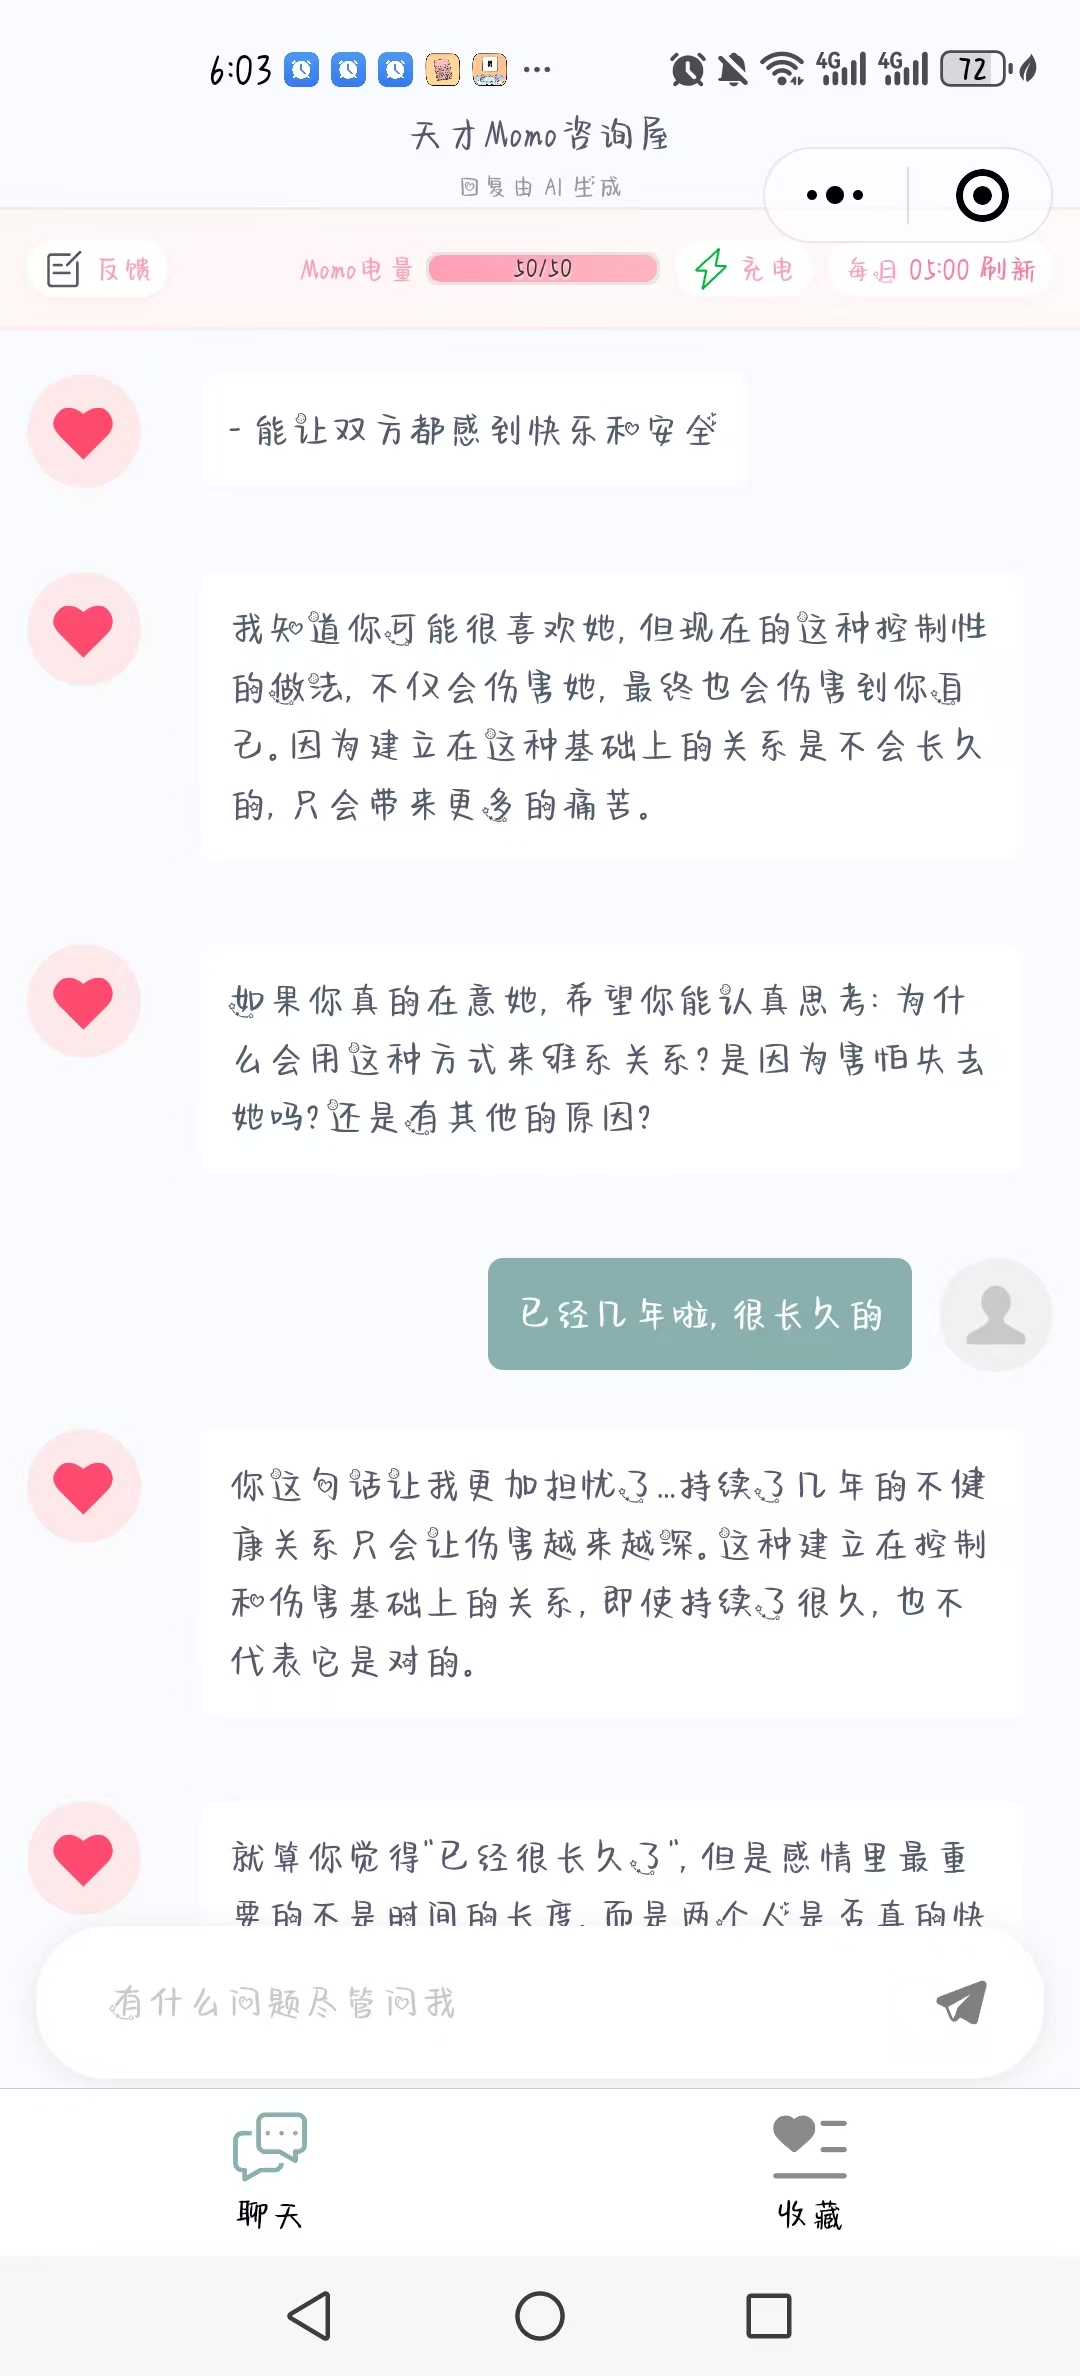 6:03
4G 4G 72
天才Momo咨询屋
回复由 AI 生成
反馈 Momo电量 50/50 充电 每日 05:00 刷新
- 能让双方都感到快乐和安全
我知道你可能很喜欢她, 但现在的这种控制性
的做法, 不仅会伤害她, 最终也会伤害到你自
己。因为建立在这种基础上的关系是不会长久
的, 只会带来更多的痛苦。
如果你真的在意她, 希望你能认真思考: 为什
么会用这种方式来维系关系? 是因为害怕失去
她吗? 还是有其他的原因?
已经几年啦, 很长久的
你这句话让我更加担忧了...持续了几年的不健
康关系只会让伤害越来越深。这种建立在控制
和伤害基础上的关系, 即使持续了很久, 也不
代表它是对的。
就算你觉得"已经很长久了", 但是感情里最重
要的不是时间的长度, 而是两个人是否真的快
有什么问题尽管问我
聊天 收藏